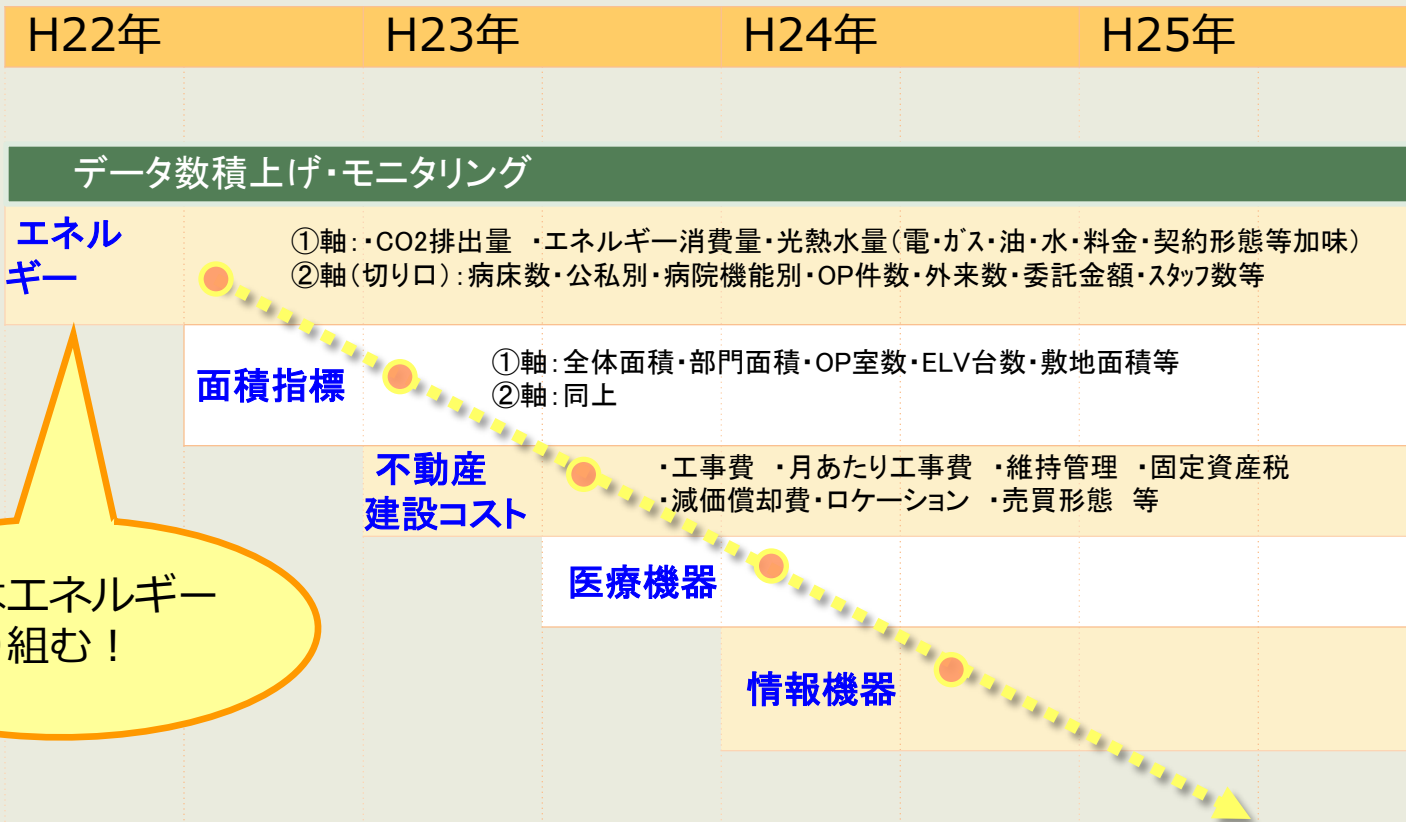 H22年 H23年 H24年 H25年
データ数積上げ・モニタリング
エネル
ギー
①軸：・CO2排出量 ・エネルギー消費量・光熱水量（電・ガス・油・水・料金・契約形態等加味）
②軸（切り口）：病床数・公私別・病院機能別・OP件数・外来数・委託金額・スタッフ数等
面積指標
①軸：全体面積・部門面積・OP室数・ELV台数・敷地面積等
②軸：同上
不動産
建設コスト
・工事費 ・月あたり工事費 ・維持管理 ・固定資産税
・減価償却費・ロケーション ・売買形態 等
医療機器
情報機器
はエネルギー
り組む！